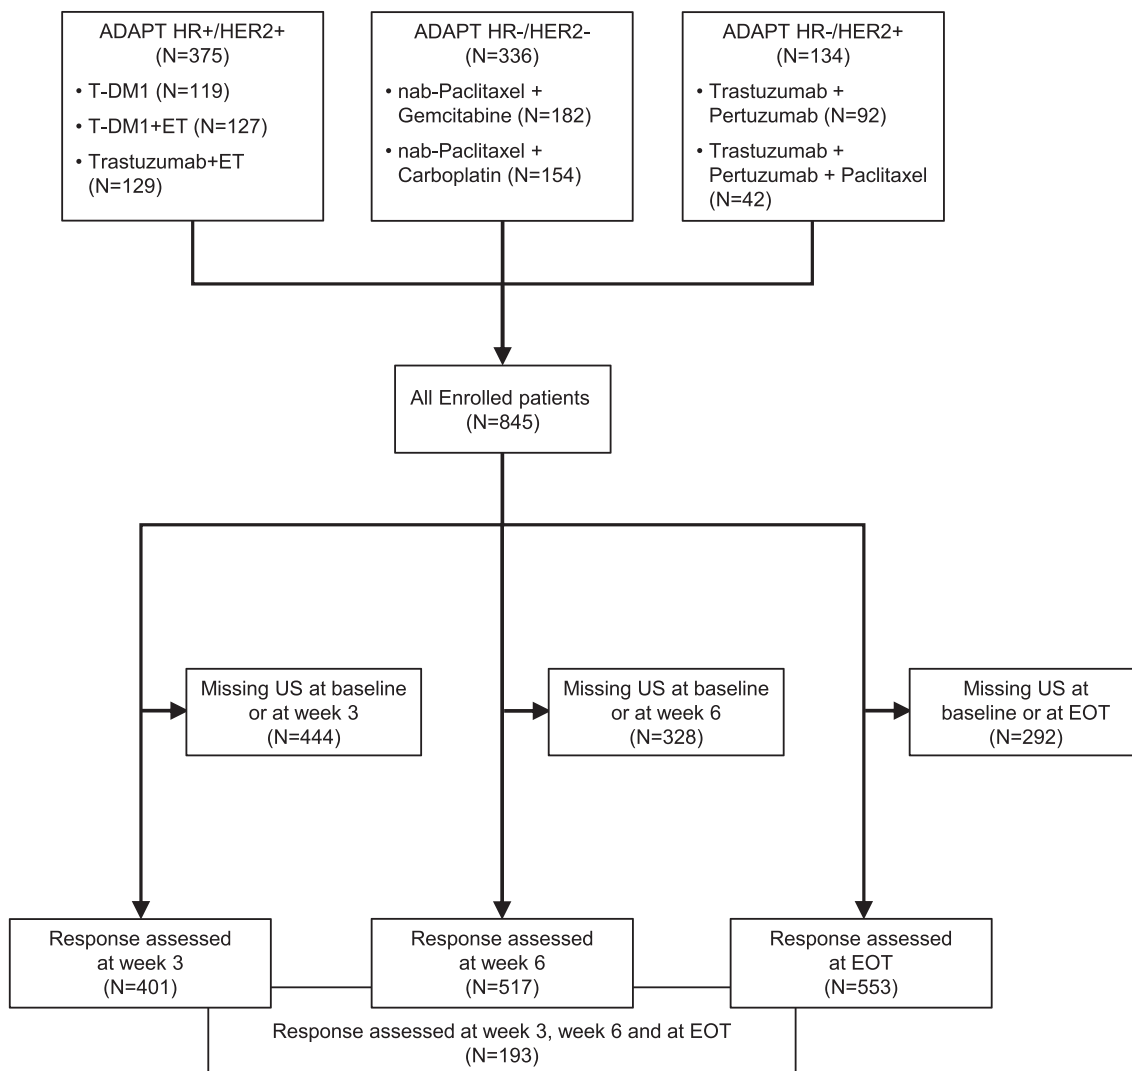 ADAPT HR+/HER2+
(N=375)
• T-DM1 (N=119)
• T-DM1+ET (N=127)
• Trastuzumab+ET
(N=129)
ADAPT HR-/HER2-
(N=336)
• nab-Paclitaxel +
Gemcitabine (N=182)
• nab-Paclitaxel +
Carboplatin (N=154)
ADAPT HR-/HER2+
(N=134)
• Trastuzumab +
Pertuzumab (N=92)
• Trastuzumab +
Pertuzumab + Paclitaxel
(N=42)
All Enrolled patients
(N=845)
Missing US at baseline
or at week 3
(N=444)
Missing US at baseline
or at week 6
(N=328)
Missing US at
baseline or at EOT
(N=292)
Response assessed
at week 3
(N=401)
Response assessed
at week 6
(N=517)
Response assessed
at EOT
(N=553)
Response assessed at week 3, week 6 and at EOT
(N=193)